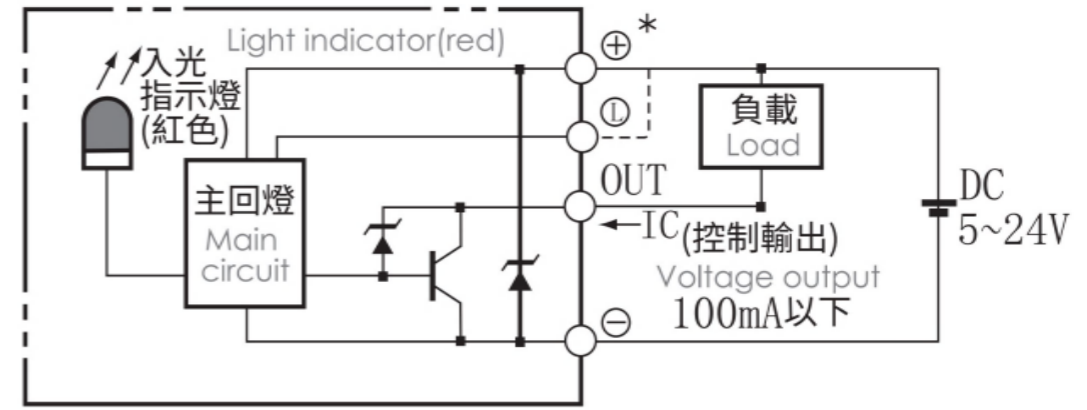 Light indicator(red)
入光
指示燈
(紅色)
⊕ *
Ⓛ
負載
Load
主回燈
Main
circuit
OUT
IC(控制輸出)
Voltage output
100mA以下
DC
5~24V
⊖